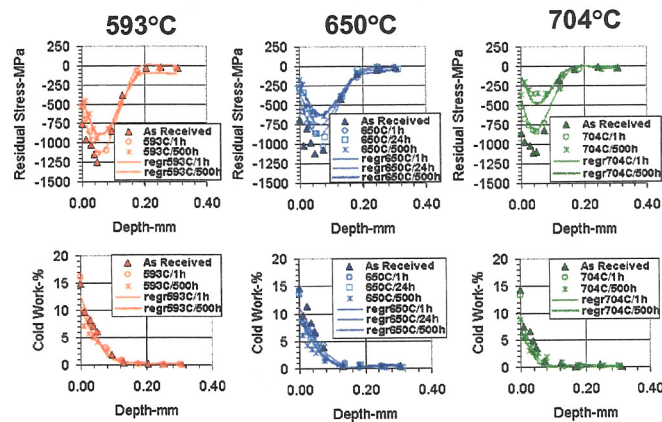 593°C 650°C 704°C
Residual Stress-MPa
250
0
-250
-500
-750
-1000
-1250
-1500
As Received
593C/1h
593C/500h
regr593C/1h
regr593C/500h
0.00 0.20 0.40
Depth-mm
Residual Stress-MPa
250
0
-250
-500
-750
-1000
-1250
-1500
As Received
650C/1h
650C/24h
650C/500h
regr650C/1h
regr650C/24h
regr650C/500h
0.00 0.20 0.40
Depth-mm
Residual Stress-MPa
250
0
-250
-500
-750
-1000
-1250
-1500
As Received
704C/1h
704C/500h
regr704C/1h
regr704C/500h
0.00 0.20 0.40
Depth-mm
Cold Work-%
20
15
10
5
0
As Received
593C/1h
593C/500h
regr593C/1h
regr593C/500h
0.00 0.20 0.40
Depth-mm
Cold Work-%
20
15
10
5
0
As Received
650C/1h
650C/24h
650C/500h
regr650C/1h
regr650C/24h
regr650C/500h
0.00 0.20 0.40
Depth-mm
Cold Work-%
20
15
10
5
0
As Received
704C/1h
704C/500h
regr704C/1h
regr704C/500h
0.00 0.20 0.40
Depth-mm